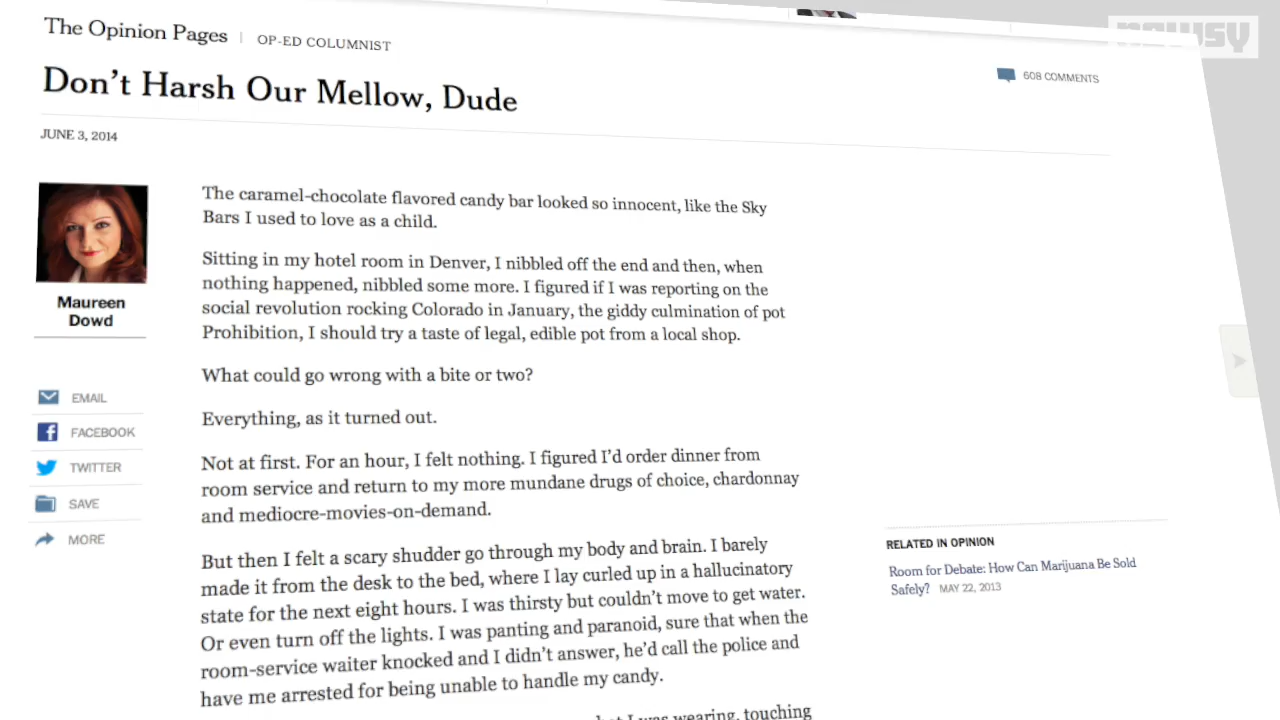 The Opinion Pages | OP-ED COLUMNIST
newsy
Don't Harsh Our Mellow, Dude
608 COMMENTS
JUNE 3, 2014
Maureen
Dowd
EMAIL
FACEBOOK
TWITTER
SAVE
MORE
The caramel-chocolate flavored candy bar looked so innocent, like the Sky
Bars I used to love as a child.
Sitting in my hotel room in Denver, I nibbled off the end and then, when
nothing happened, nibbled some more. I figured if I was reporting on the
social revolution rocking Colorado in January, the giddy culmination of pot
Prohibition, I should try a taste of legal, edible pot from a local shop.
What could go wrong with a bite or two?
Everything, as it turned out.
Not at first. For an hour, I felt nothing. I figured I'd order dinner from
room service and return to my more mundane drugs of choice, chardonnay
and mediocre-movies-on-demand.
But then I felt a scary shudder go through my body and brain. I barely
made it from the desk to the bed, where I lay curled up in a hallucinatory
state for the next eight hours. I was thirsty but couldn't move to get water.
Or even turn off the lights. I was panting and paranoid, sure that when the
room-service waiter knocked and I didn't answer, he'd call the police and
have me arrested for being unable to handle my candy.
I was wearing, touching
RELATED IN OPINION
Room for Debate: How Can Marijuana Be Sold
Safely? MAY 22, 2013